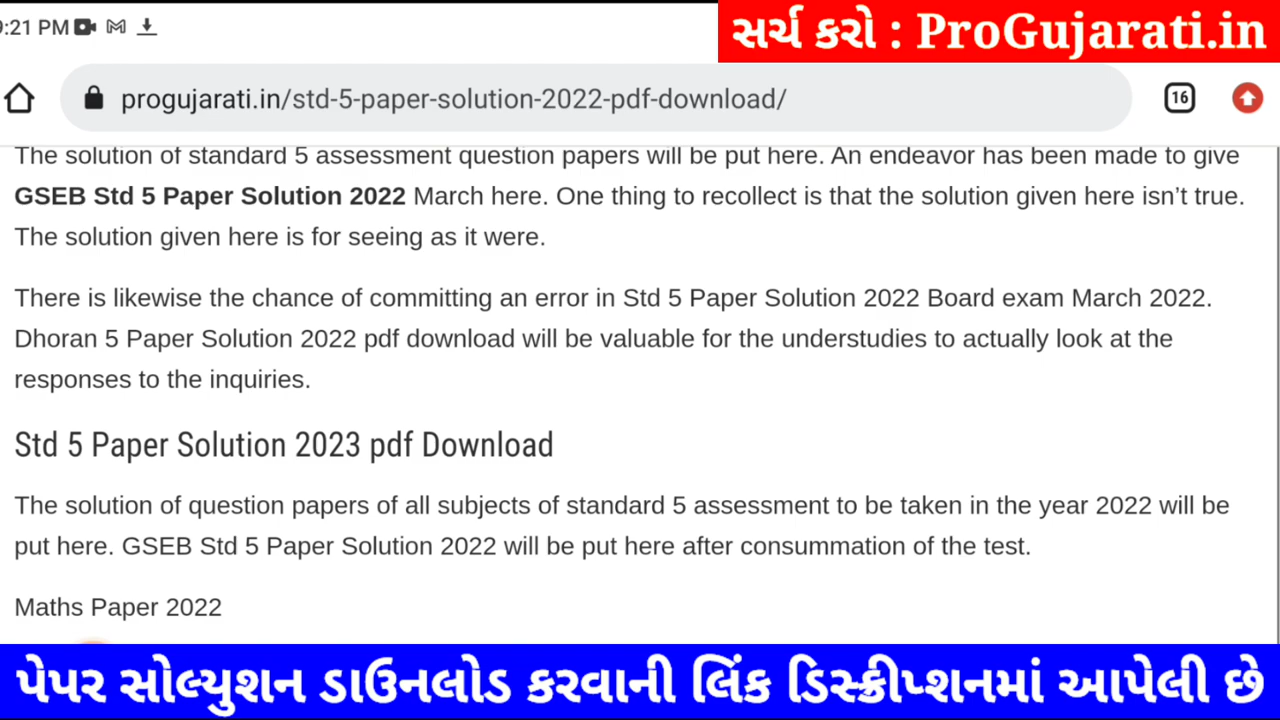 9:21 PM
સર્ચ કરો : ProGujarati.in
progujarati.in/std-5-paper-solution-2022-pdf-download/
16
The solution of standard 5 assessment question papers will be put here. An endeavor has been made to give
GSEB Std 5 Paper Solution 2022 March here. One thing to recollect is that the solution given here isn’t true.
The solution given here is for seeing as it were.
There is likewise the chance of committing an error in Std 5 Paper Solution 2022 Board exam March 2022.
Dhoran 5 Paper Solution 2022 pdf download will be valuable for the understudies to actually look at the
responses to the inquiries.
Std 5 Paper Solution 2023 pdf Download
The solution of question papers of all subjects of standard 5 assessment to be taken in the year 2022 will be
put here. GSEB Std 5 Paper Solution 2022 will be put here after consummation of the test.
Maths Paper 2022
પેપર સોલ્યુશન ડાઉનલોડ કરવાની લિંક ડિસ્ક્રીપ્શનમાં આપેલી છે